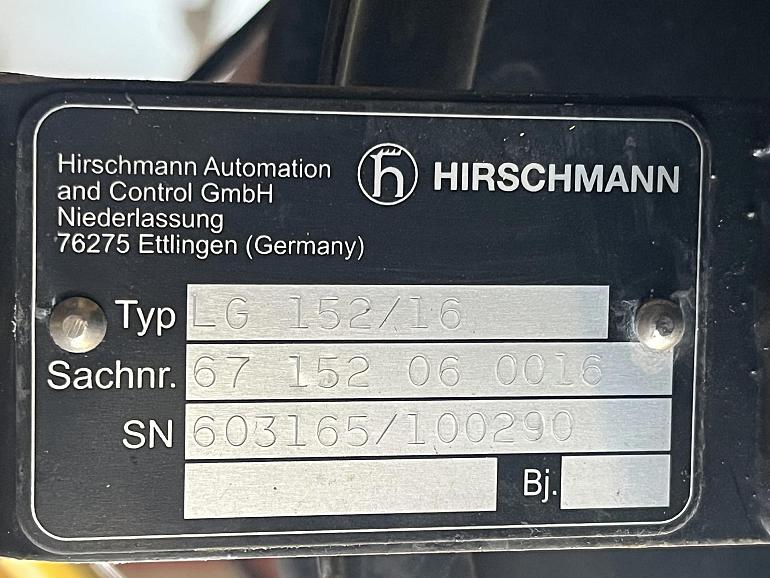 Hirschmann Automation
and Control GmbH
Niederlassung
76275 Ettlingen (Germany)
HIRSCHMANN
Typ LG 152/16
Sachnr. 67 152 06 0016
SN 603165/100290
Bj.